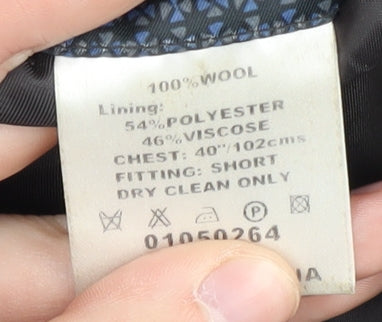 100%WOOL
Lining:
54%POLYESTER
46%VISCOSE
CHEST: 40"/102cms
FITTING: SHORT
DRY CLEAN ONLY
P
01050264